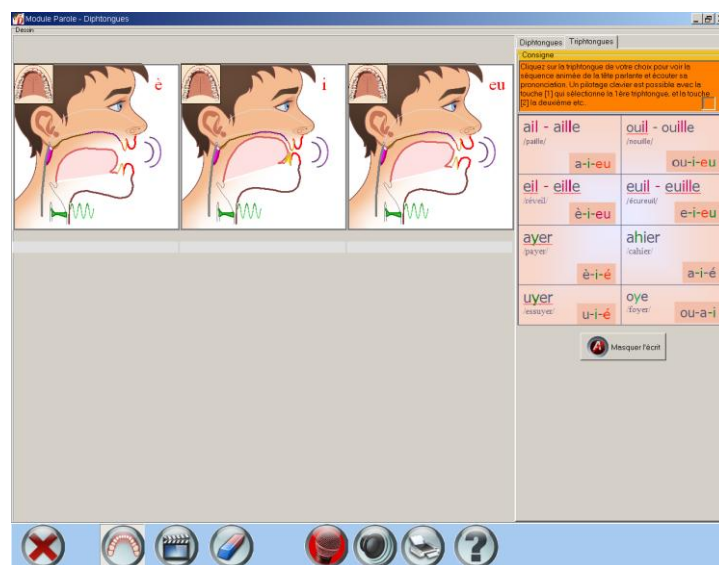 Module Parole - Diphtongues
Dessin
è
i
eu
Diphtongues Triphtongues
Consigne
Cliquez sur la triphtongue de votre choix pour voir la
séquence animée de la tête parlante et écouter sa
prononciation. Un pilotage clavier est possible avec la
touche [1] qui sélectionne la 1ère triphtongue, et la touche
[2] la deuxième etc.
ail - aille
/paille/
a-i-eu
ouil - ouille
/nouille/
ou-i-eu
eil - eille
/réveil/
è-i-eu
euil - euille
/écureuil/
e-i-eu
ayer
/payer/
è-i-é
ahier
/cahier/
a-i-é
uyer
/essuyer/
u-i-é
oye
/foyer/
ou-a-i
A
Masquer l'écrit
?